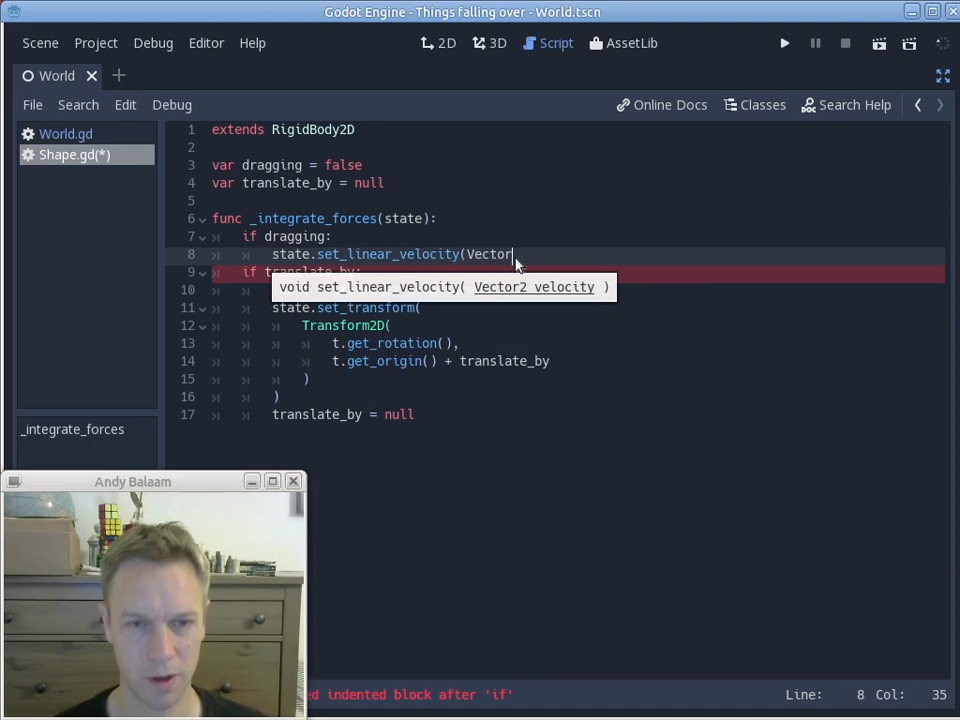 Godot Engine - Things falling over - World.tscn
Scene Project Debug Editor Help 2D 3D Script AssetLib
World
File Search Edit Debug Online Docs Classes Search Help
World.gd
Shape.gd(*)
_integrate_forces
1 extends RigidBody2D
2
3 var dragging = false
4 var translate_by = null
5
6 func _integrate_forces(state):
7 if dragging:
8 state.set_linear_velocity(Vector
9 if translate_by:
void set_linear_velocity( Vector2 velocity )
10
11 state.set_transform(
12 Transform2D(
13 t.get_rotation(),
14 t.get_origin() + translate_by
15 )
16 )
17 translate_by = null
Andy Balaam
indented block after 'if'
Line: 8 Col: 35